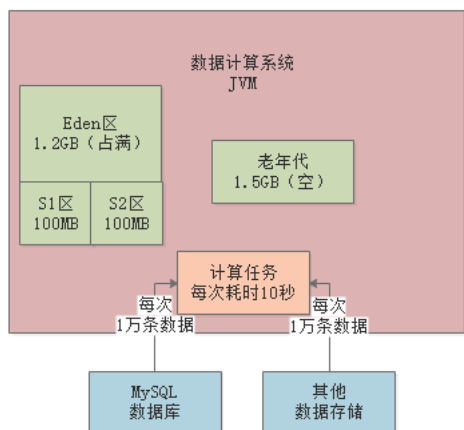 数据计算系统
JVM
Eden区
1.2GB（占满）
S1区
100MB
S2区
100MB
老年代
1.5GB（空）
计算任务
每次耗时10秒
每次
1万条数据
每次
1万条数据
MySQL
数据库
其他
数据存储